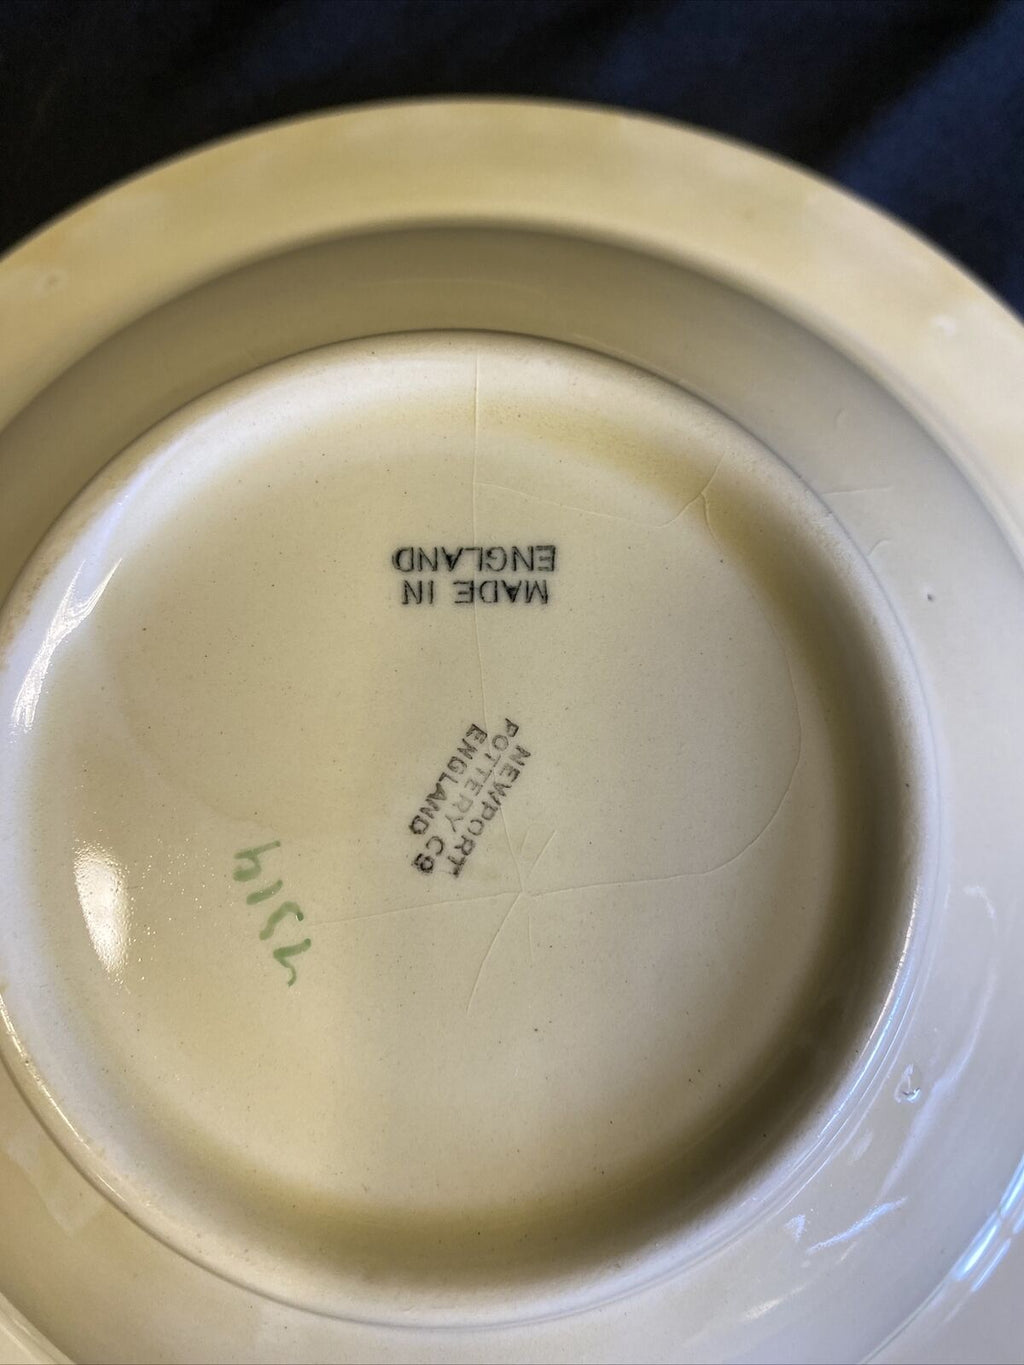 MADE IN
ENGLAND
NEWPORT
POTTERY Co
ENGLAND